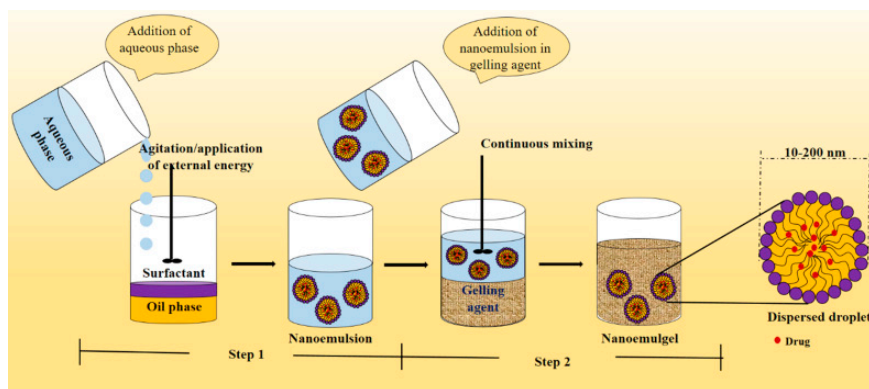 Addition of
aqueous phase
Addition of
nanoemulsion in
gelling agent
Aqueous
phase
Agitation/application
of external energy
Continuous mixing
10-200 nm
Surfactant
Oil phase
Gelling
agent
Nanoemulsion
Nanoemulgel
Dispersed droplet
Drug
Step 1
Step 2